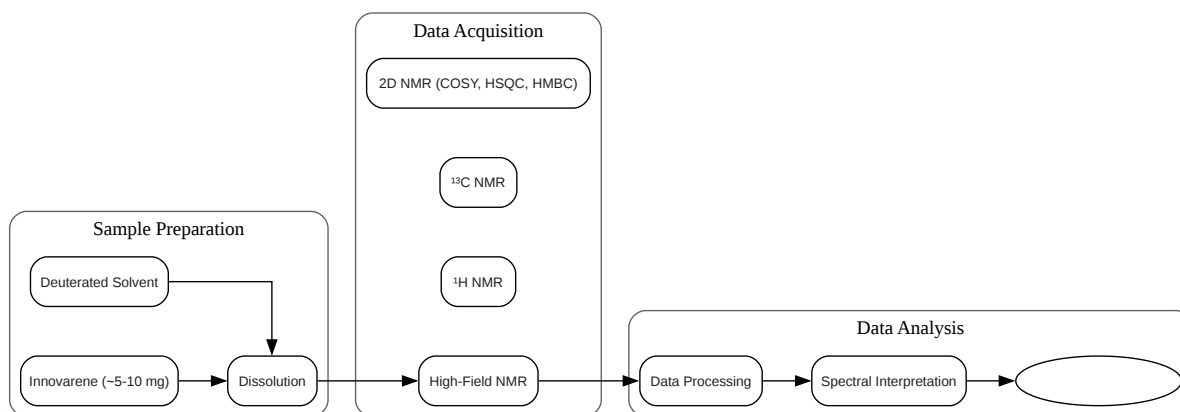 Data Acquisition
2D NMR (COSY, HSQC, HMBC)
¹³C NMR
¹H NMR
High-Field NMR
Sample Preparation
Deuterated Solvent
Innovarene (~5-10 mg)
Dissolution
Data Analysis
Data Processing
Spectral Interpretation